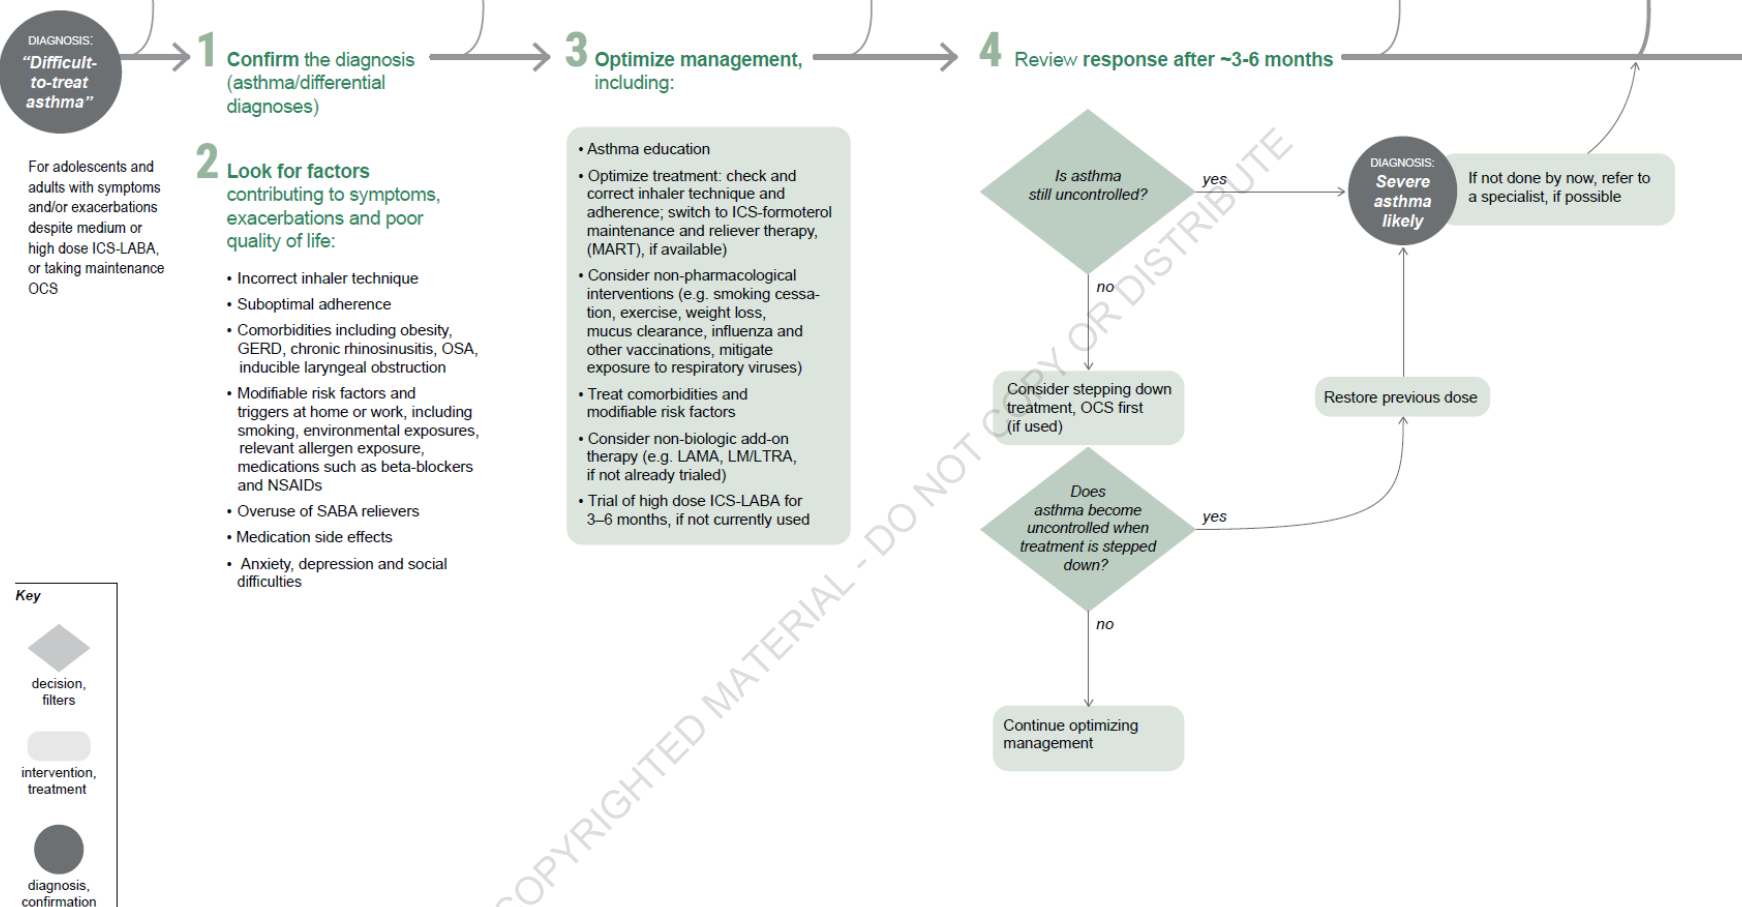 DIAGNOSIS:
“Difficult-
to-treat
asthma”
For adolescents and
adults with symptoms
and/or exacerbations
despite medium or
high dose ICS-LABA,
or taking maintenance
OCS
1 Confirm the diagnosis
(asthma/differential
diagnoses)
2 Look for factors
contributing to symptoms,
exacerbations and poor
quality of life:
• Incorrect inhaler technique
• Suboptimal adherence
• Comorbidities including obesity,
GERD, chronic rhinosinusitis, OSA,
inducible laryngeal obstruction
• Modifiable risk factors and
triggers at home or work, including
smoking, environmental exposures,
relevant allergen exposure,
medications such as beta-blockers
and NSAIDs
• Overuse of SABA relievers
• Medication side effects
• Anxiety, depression and social
difficulties
3 Optimize management,
including:
• Asthma education
• Optimize treatment: check and
correct inhaler technique and
adherence; switch to ICS-formoterol
maintenance and reliever therapy,
(MART), if available)
• Consider non-pharmacological
interventions (e.g. smoking cessa-
tion, exercise, weight loss,
mucus clearance, influenza and
other vaccinations, mitigate
exposure to respiratory viruses)
• Treat comorbidities and
modifiable risk factors
• Consider non-biologic add-on
therapy (e.g. LAMA, LM/LTRA,
if not already trialed)
• Trial of high dose ICS-LABA for
3–6 months, if not currently used
4 Review response after ~3-6 months
Is asthma
still uncontrolled?
yes
no
DIAGNOSIS:
Severe
asthma
likely
If not done by now, refer to
a specialist, if possible
Consider stepping down
treatment, OCS first
(if used)
Restore previous dose
Does
asthma become
uncontrolled when
treatment is stepped
down?
yes
no
Continue optimizing
management
Key
decision,
filters
intervention,
treatment
diagnosis,
confirmation
COPYRIGHTED MATERIAL - DO NOT COPY OR DISTRIBUTE